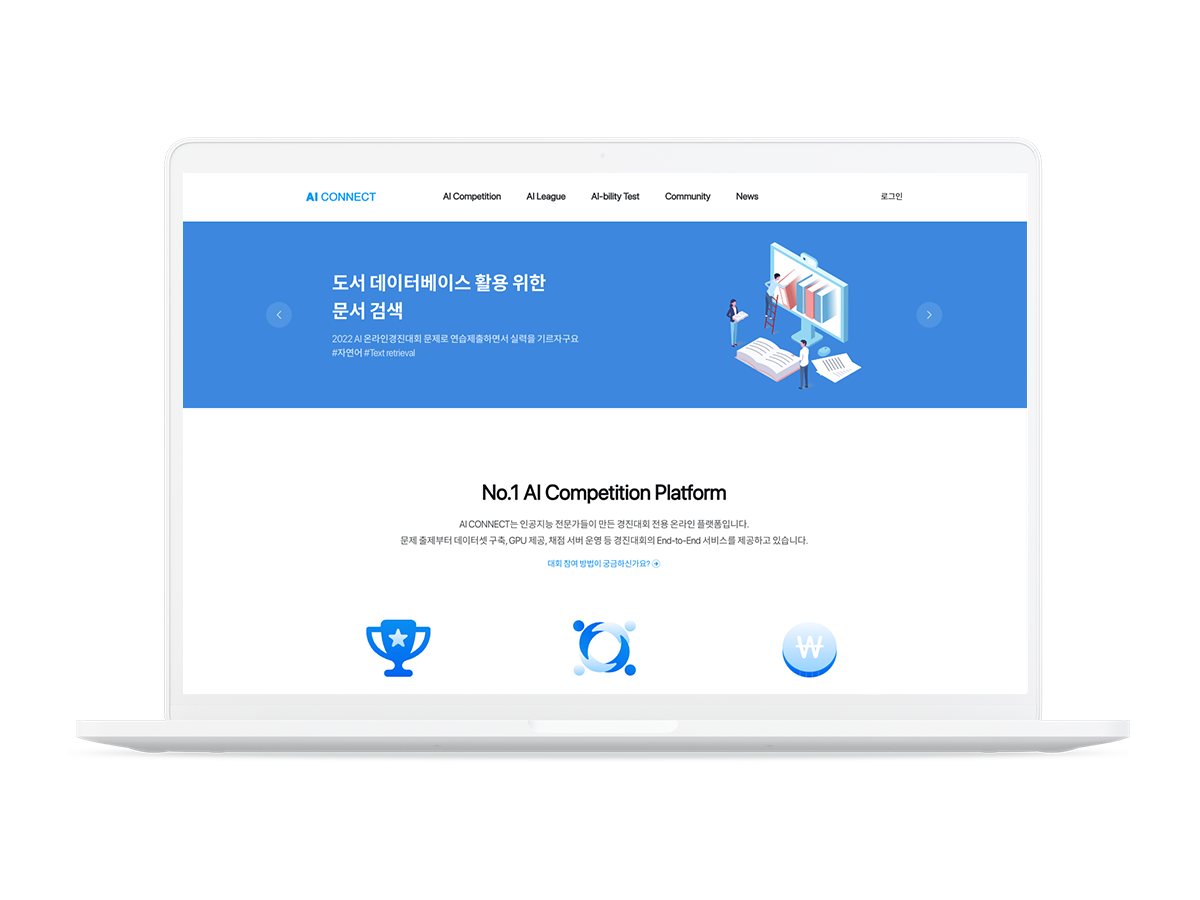 AI CONNECT
AI Competition
AI League
AI-bility Test
Community
News
로그인
도서 데이터베이스 활용 위한
문서 검색
2022 AI 온라인경진대회 문제로 연습제출하면서 실력을 기르자구요
#자연어 #Text retrieval
No.1 AI Competition Platform
AI CONNECT는 인공지능 전문가들이 만든 경진대회 전용 온라인 플랫폼입니다.
문제 출제부터 데이터셋 구축, GPU 제공, 채점 서버 운영 등 경진대회의 End-to-End 서비스를 제공하고 있습니다.
대회 참여 방법이 궁금하신가요?
₩